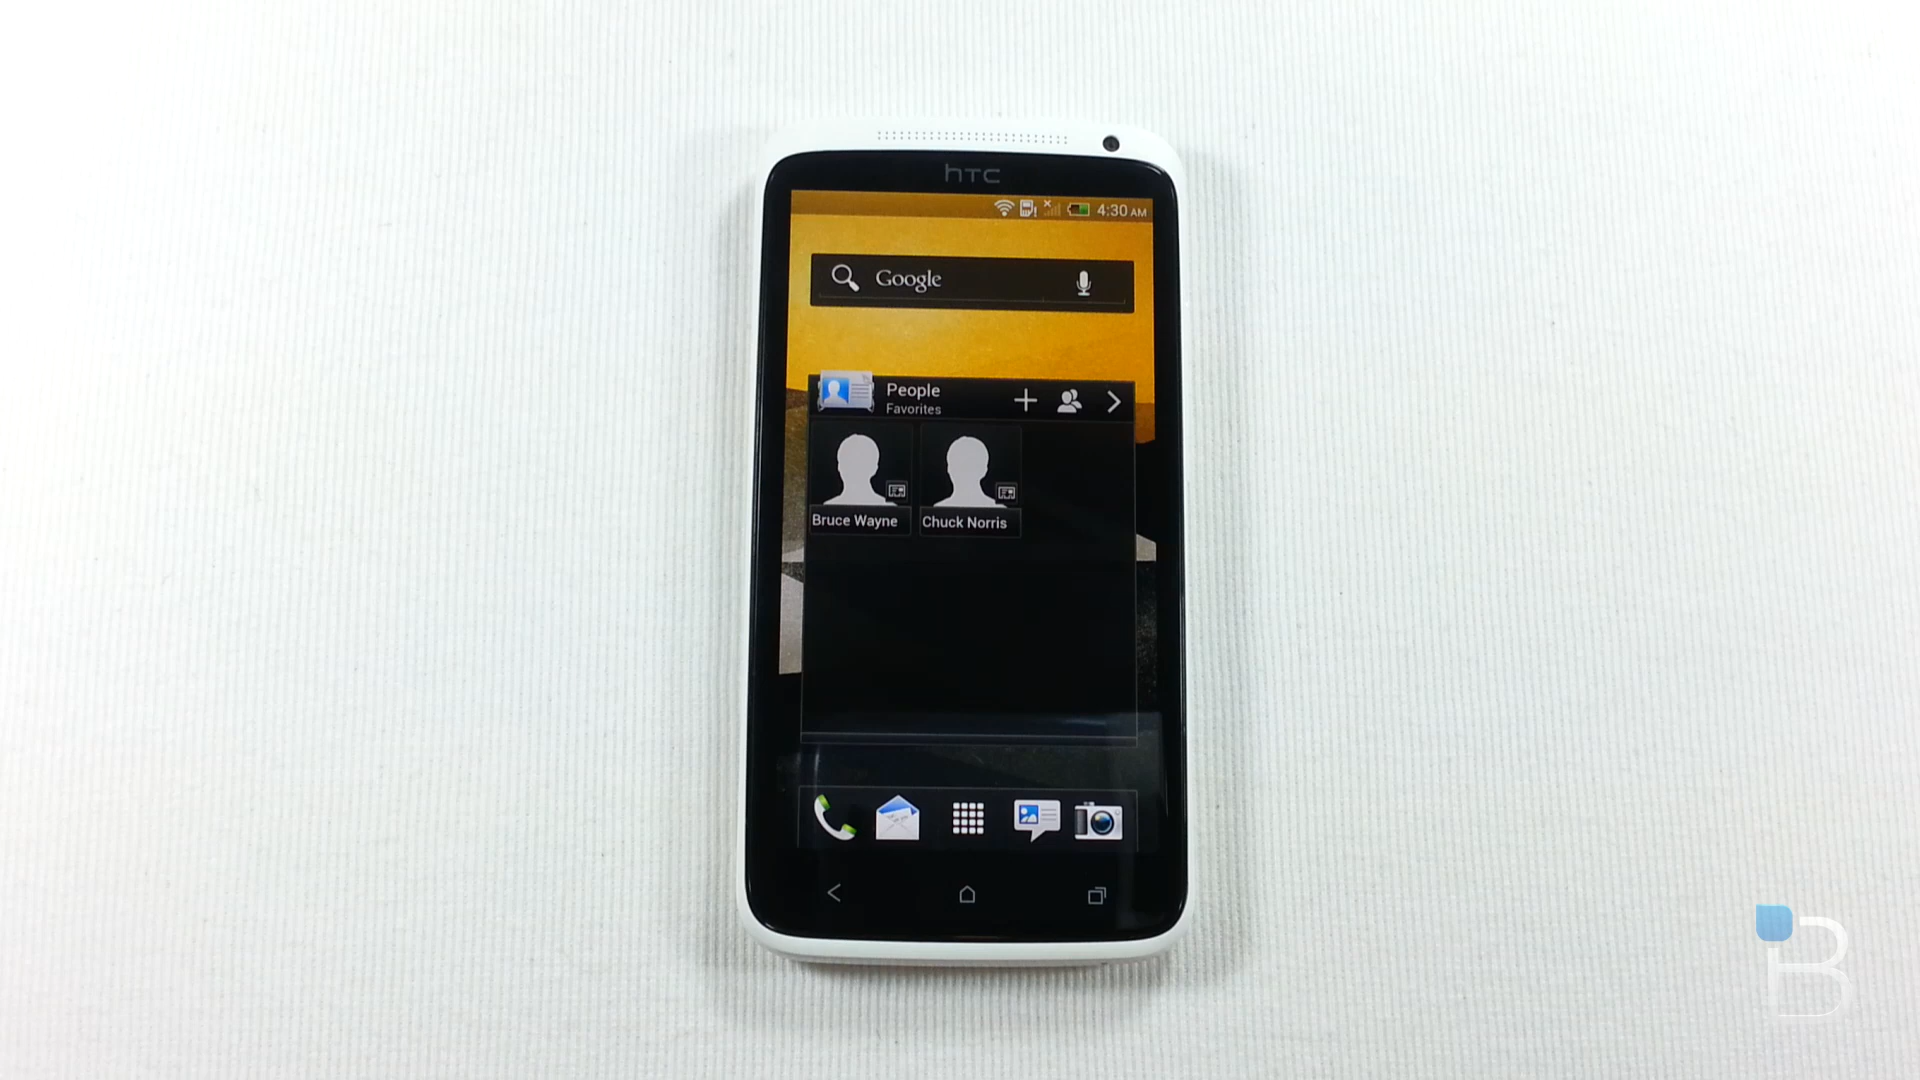 hTC
4:30 AM
Google
People
Favorites
Bruce Wayne
Chuck Norris
B